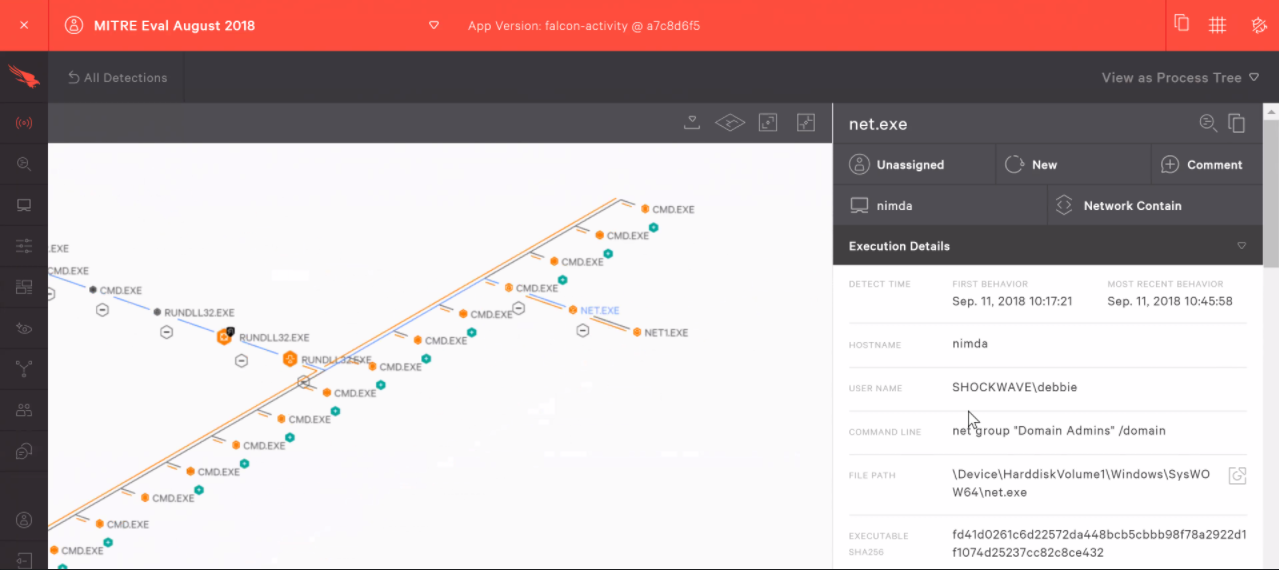 MITRE Eval August 2018
App Version: falcon-activity @ a7c8d6f5
All Detections
View as Process Tree
net.exe
Unassigned
New
Comment
nimda
Network Contain
Execution Details
DETECT TIME
FIRST BEHAVIOR
MOST RECENT BEHAVIOR
Sep. 11, 2018 10:17:21
Sep. 11, 2018 10:45:58
HOSTNAME
nimda
USER NAME
SHOCKWAVE\debbie
COMMAND LINE
net group "Domain Admins" /domain
FILE PATH
\Device\HarddiskVolume1\Windows\SysWO
W64\net.exe
EXECUTABLE
SHA256
fd41d0261c6d22572da448bcb5cbbb98f78a2922d1
f1074d25237cc82c8ce432
CMD.EXE
CMD.EXE
.EXE
CMD.EXE
CMD.EXE
CMD.EXE
CMD.EXE
NET.EXE
RUNDLL32.EXE
CMD.EXE
NET1.EXE
RUNDLL32.EXE
CMD.EXE
RUNDLL32.EXE
CMD.EXE
CMD.EXE
CMD.EXE
CMD.EXE
CMD.EXE
CMD.EXE
CMD.EXE
CMD.EXE